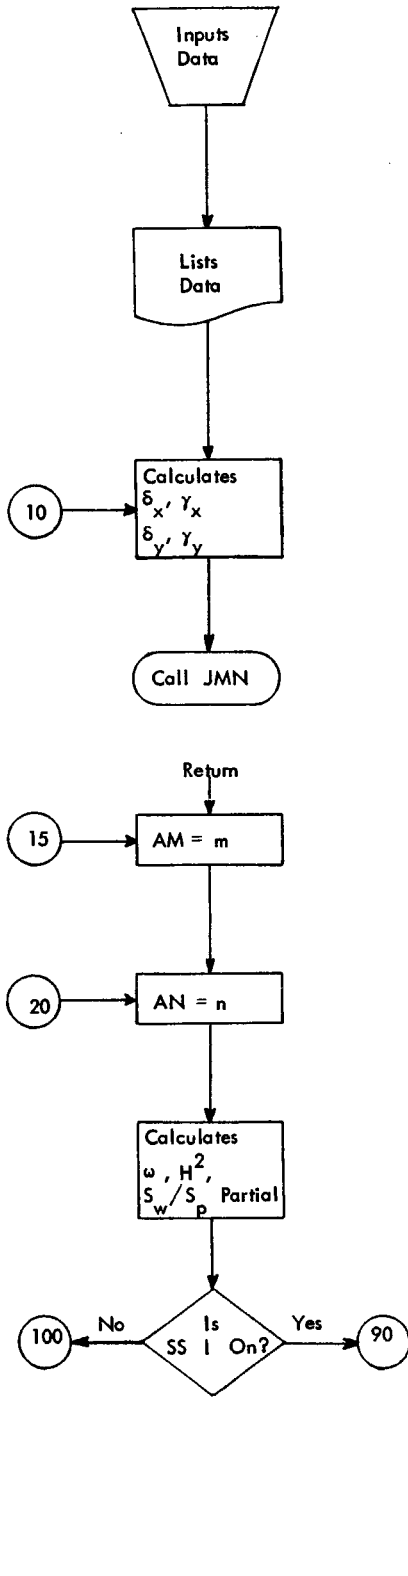 Inputs
Data
Lists
Data
Calculates
δx, γx
δy, γy
10
Call JMN
Return
15
AM = m
20
AN = n
Calculates
ω, H²,
Sw/Sp Partial
100
No
Is
SS 1 On?
Yes
90